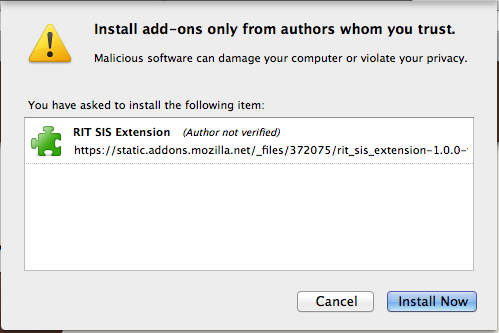 Install add-ons only from authors whom you trust.
Malicious software can damage your computer or violate your privacy.
You have asked to install the following item:
RIT SIS Extension (Author not verified)
https://static.addons.mozilla.net/_files/372075/rit_sis_extension-1.0.0-
Cancel
Install Now